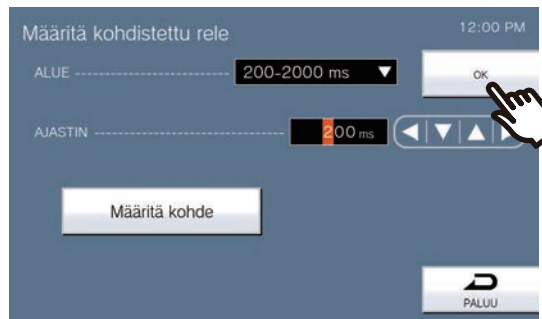 Määritä kohdistettu rele
12:00 PM
ALUE
200-2000 ms
OK
AJASTIN
200 ms
Määritä kohde
PALUU